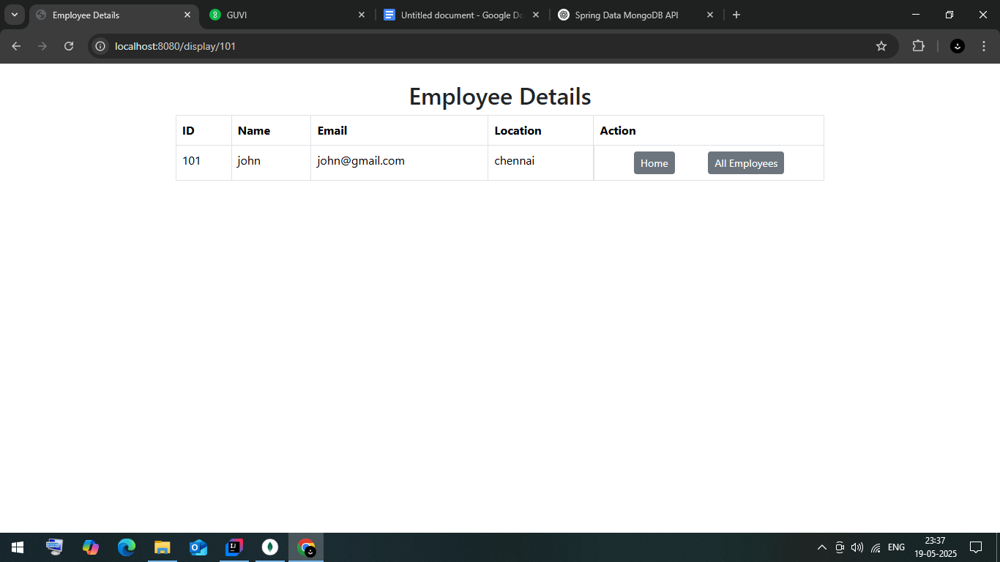 Employee Details
GUVI
Untitled document - Google Do
Spring Data MongoDB API
localhost:8080/display/101
Employee Details
ID Name Email Location Action
101 john john@gmail.com chennai Home All Employees
ENG
23:37
19-05-2025